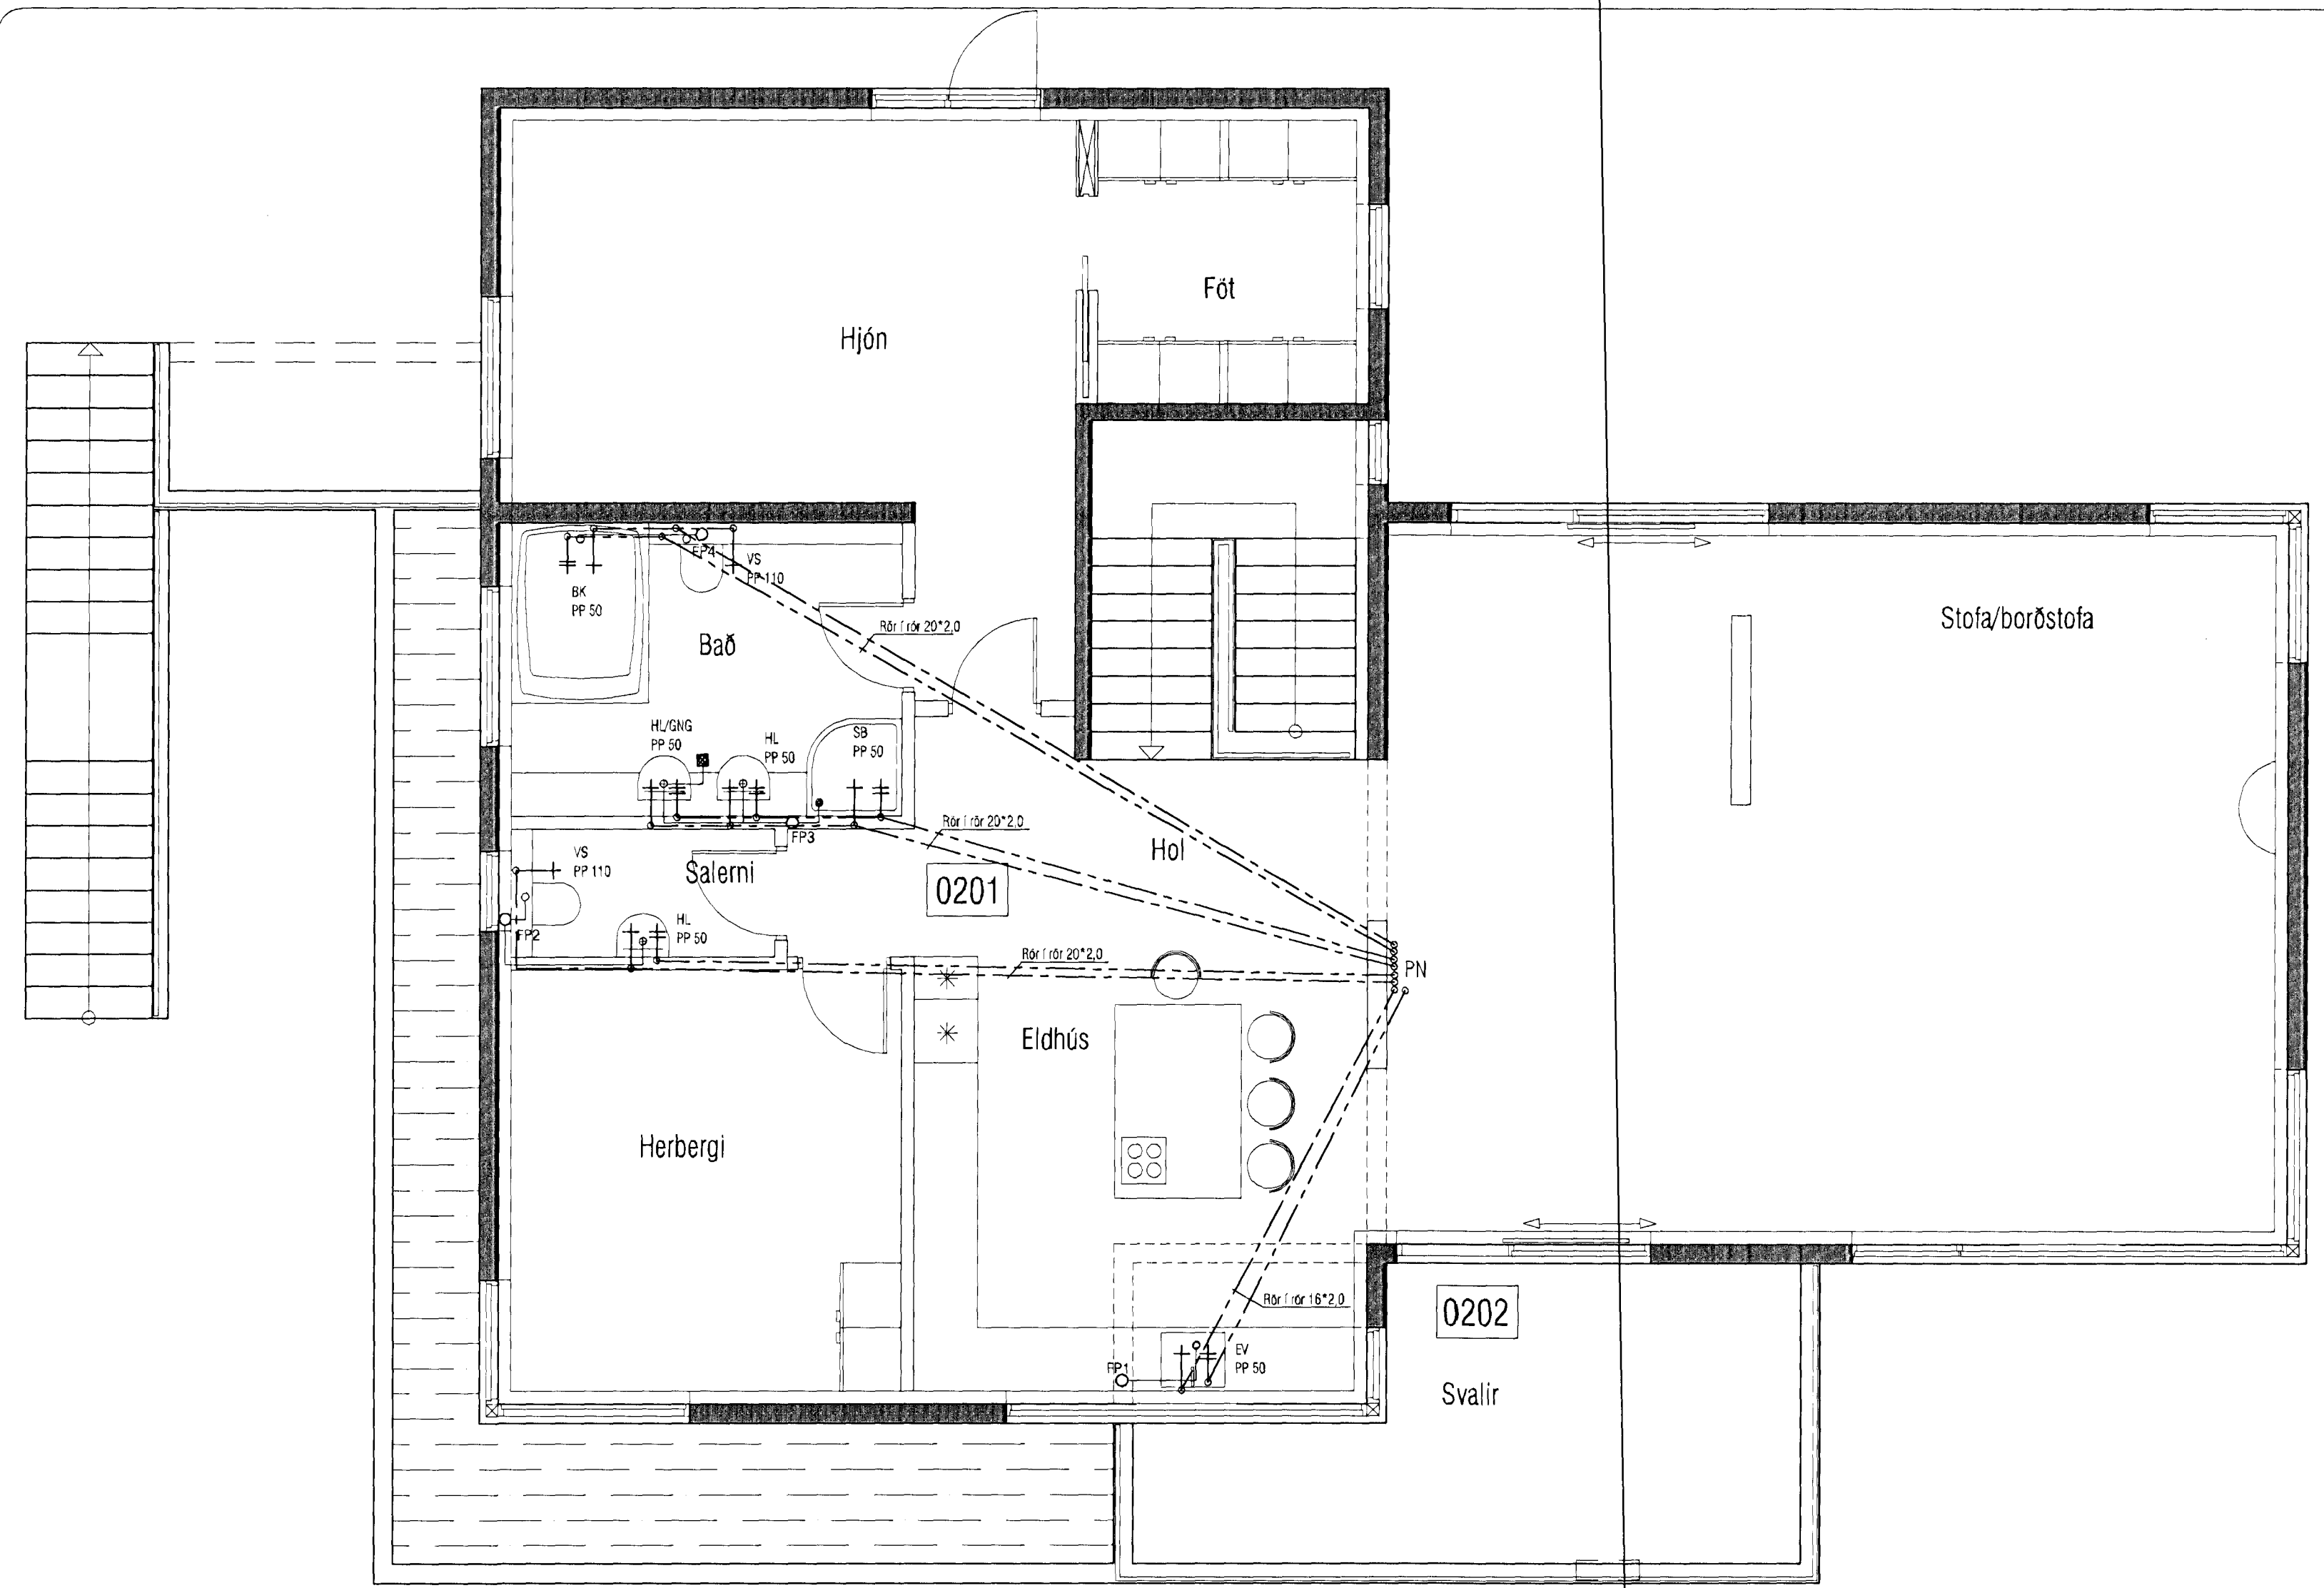 Föt
Hjón
FP4
VS
PP 110
BK
PP 50
Stofa/borðstofa
Rör í rör 20*2,0
Bað
HL/GNG
PP 50
HL
PP 50
SB
PP 50
Rör í rör 20*2,0
FP3
Hol
VS
PP 110
Salerni
0201
HL
PP 50
FP2
Rör í rör 20*2,0
PN
Eldhús
Herbergi
Rör í rör 16*2,0
0202
EV
PP 50
FP1
Svalir